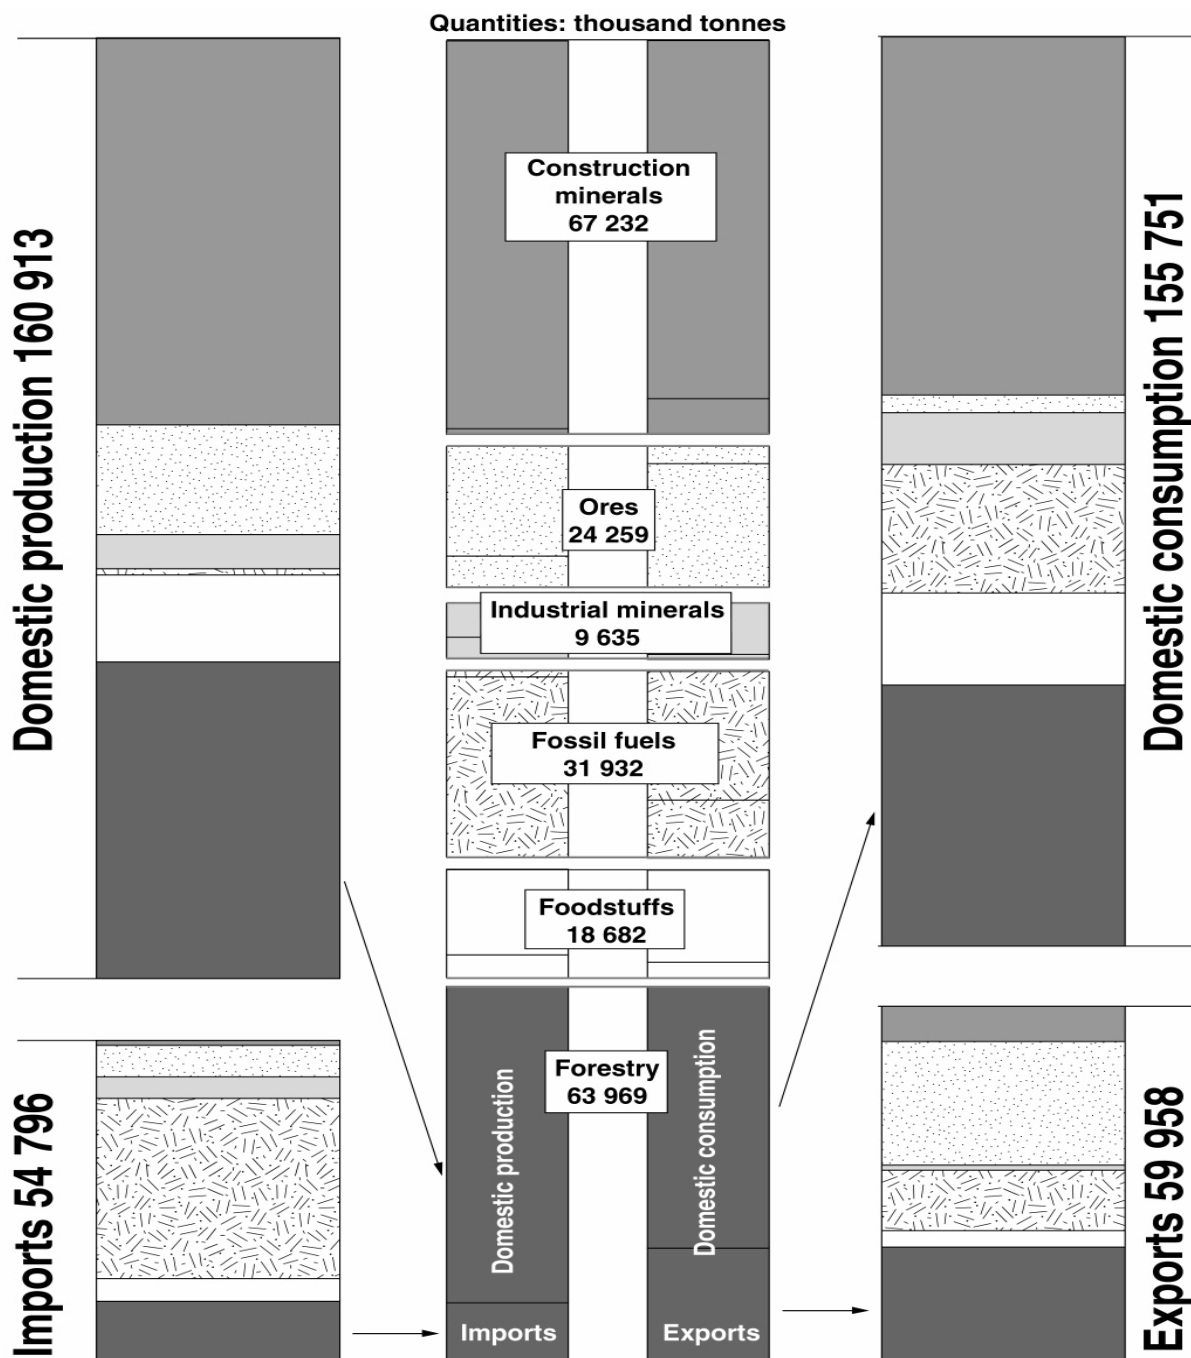 Quantities: thousand tonnes
Domestic production 160 913
Imports 54 796
Construction
minerals
67 232
Ores
24 259
Industrial minerals
9 635
Fossil fuels
31 932
Foodstuffs
18 682
Forestry
63 969
Domestic production
Domestic consumption
Imports
Exports
Domestic consumption 155 751
Exports 59 958